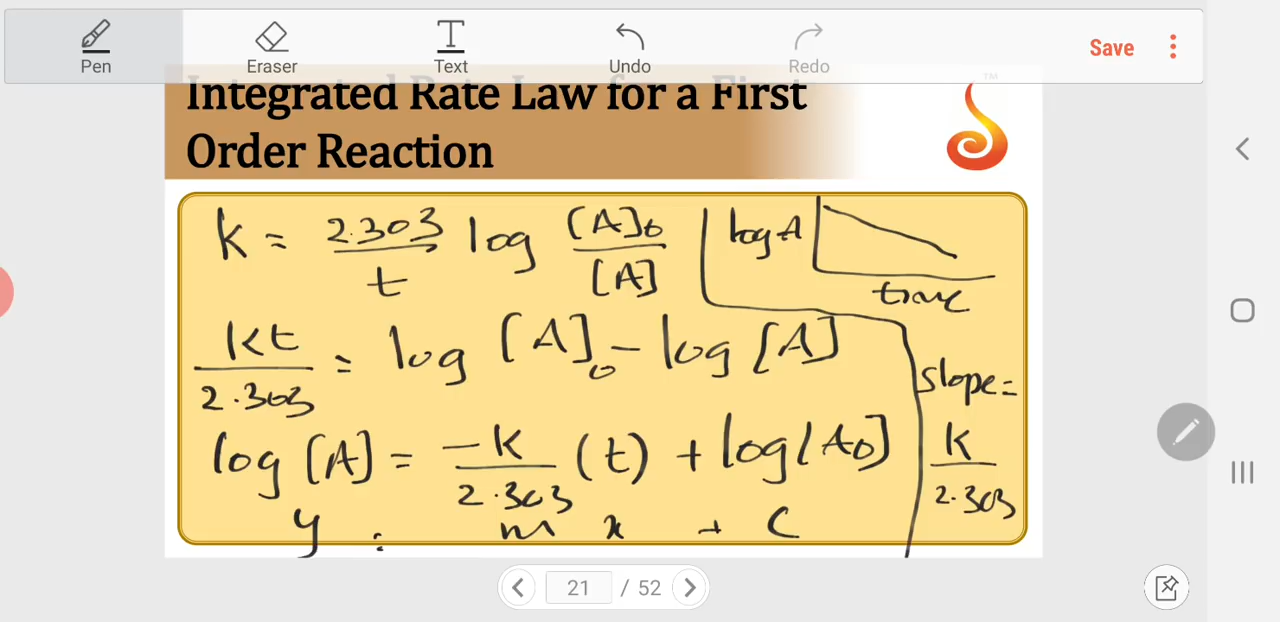 Pen Eraser Text Undo Redo Save
™
Integrated Rate Law for a First
Order Reaction
k = 2.303/t log [A]0/[A]
log A
time
kt/2.303 = log [A]0 - log [A]
slope =
k/2.303
log [A] = -k/2.303 (t) + log [A0]
y = m x + C
21 / 52